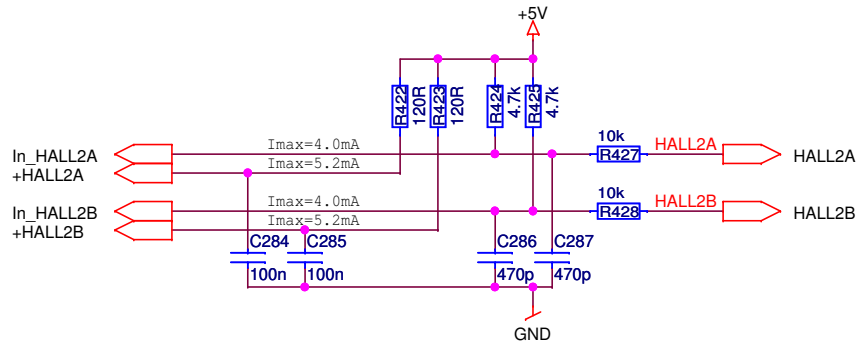 +5V
R422
120R
R423
120R
R424
4.7k
R425
4.7k
10k
In_HALL2A
Imax=4.0mA
R427
HALL2A
HALL2A
+HALL2A
Imax=5.2mA
10k
In_HALL2B
Imax=4.0mA
R428
HALL2B
HALL2B
+HALL2B
Imax=5.2mA
C284
100n
C285
100n
C286
470p
C287
470p
GND